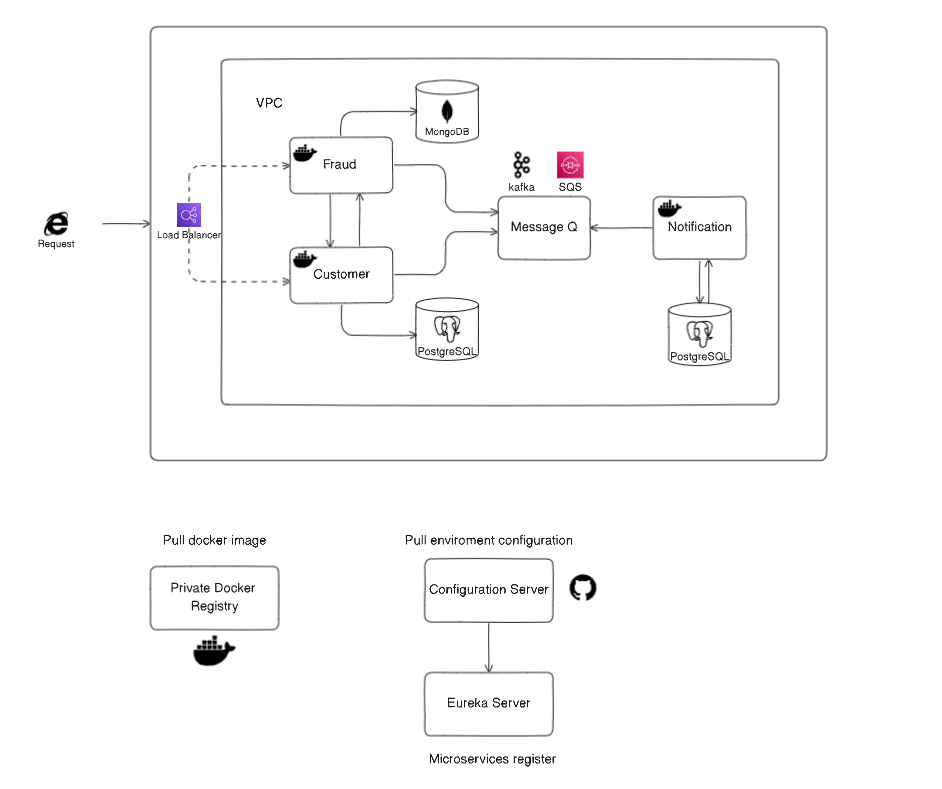 VPC
MongoDB
Fraud
kafka
SQS
Request
Load Balancer
Message Q
Notification
Customer
PostgreSQL
PostgreSQL
Pull docker image
Pull enviroment configuration
Private Docker
Registry
Configuration Server
Eureka Server
Microservices register